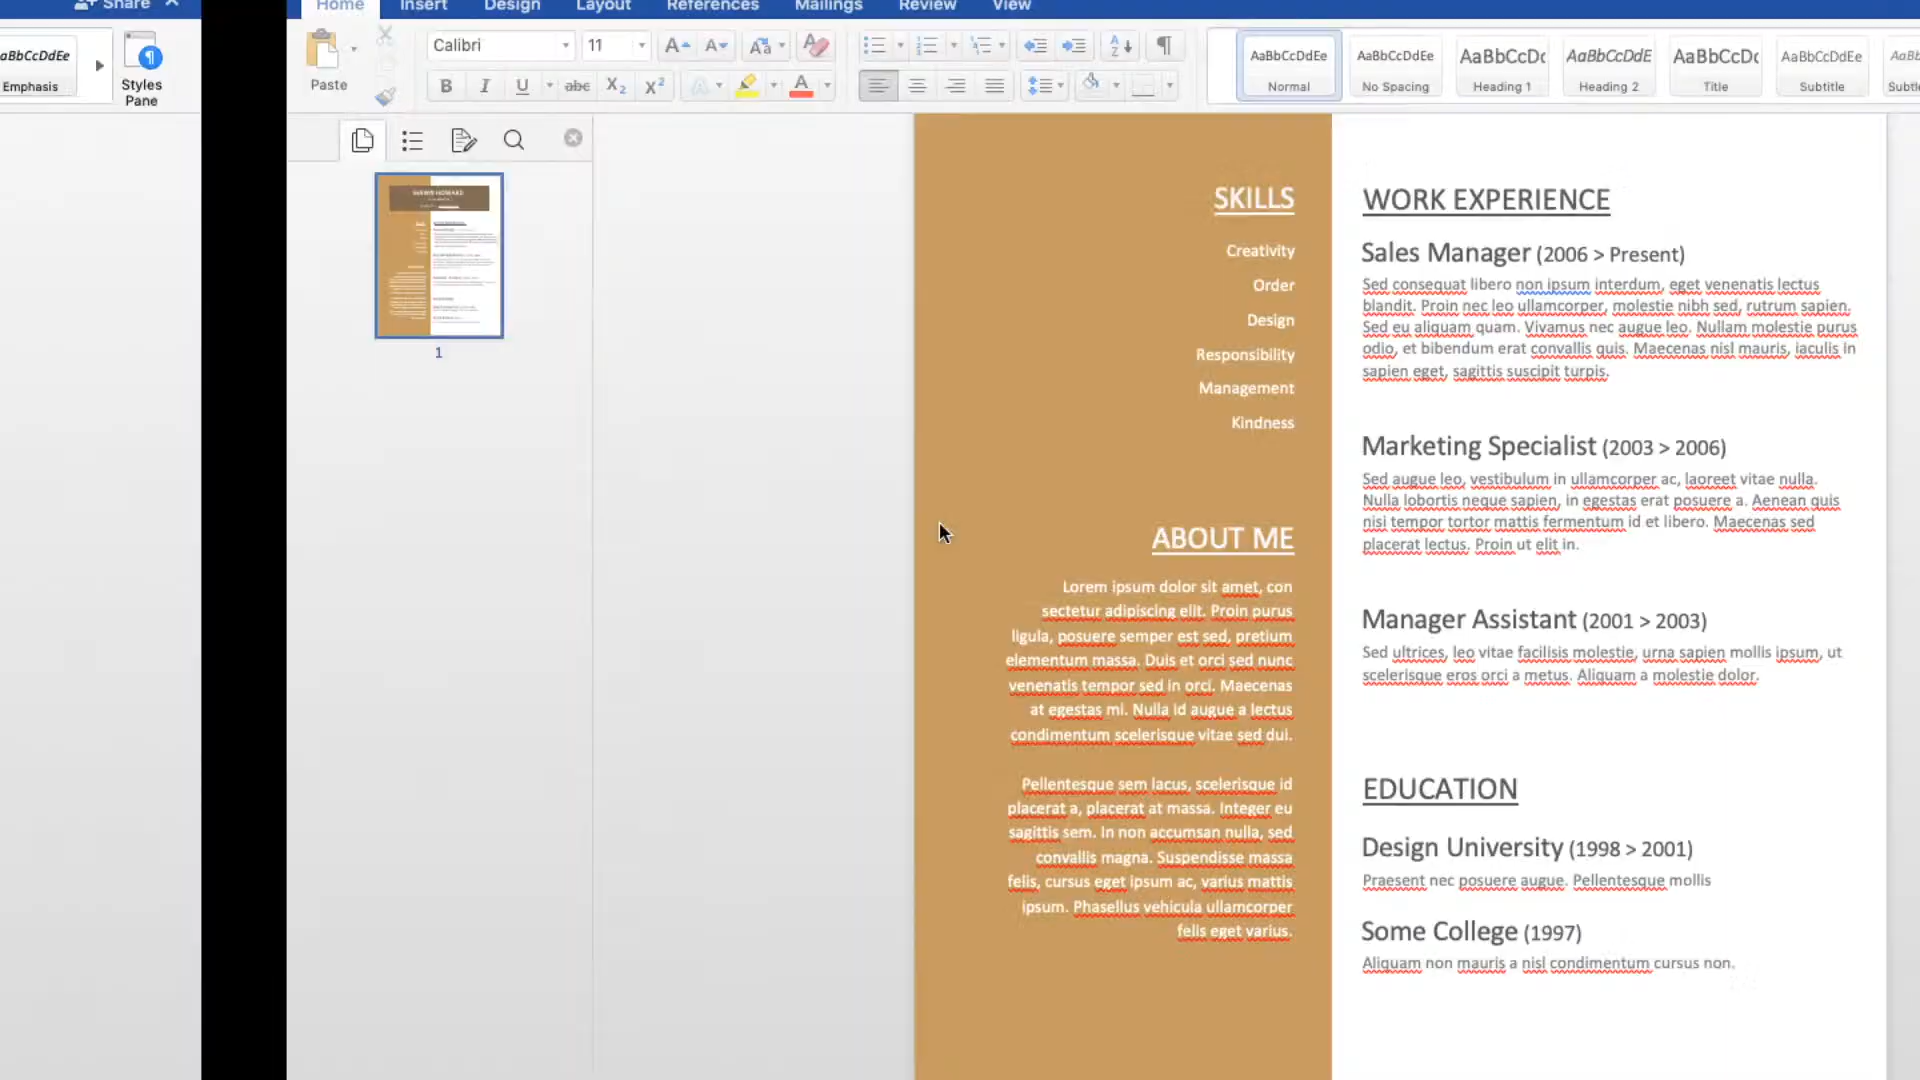 Share
Home Insert Design Layout References Mailings Review View
AaBbCcDdEe
Emphasis
Styles
Pane
Paste
Calibri 11
AaBbCcDdEe AaBbCcDdEe AaBbCcDc AaBbCcDdE AaBbCcDc AaBbCcDdEe
Normal No Spacing Heading 1 Heading 2 Title Subtitle
B I U abc X₂ X² A
1
SKILLS
Creativity
Order
Design
Responsibility
Management
Kindness
ABOUT ME
Lorem ipsum dolor sit amet, con
sectetur adipiscing elit. Proin purus
ligula, posuere semper est sed, pretium
elementum massa. Duis et orci sed nunc
venenatis tempor sed in orci. Maecenas
at egestas mi. Nulla id augue a lectus
condimentum scelerisque vitae sed dui.
Pellentesque sem lacus, scelerisque id
placerat a, placerat at massa. Integer eu
sagittis sem. In non accumsan nulla, sed
convallis magna. Suspendisse massa
felis, cursus eget ipsum ac, varius mattis
ipsum. Phasellus vehicula ullamcorper
felis eget varius.
WORK EXPERIENCE
Sales Manager (2006 > Present)
Sed consequat libero non ipsum interdum, eget venenatis lectus
blandit. Proin nec leo ullamcorper, molestie nibh sed, rutrum sapien.
Sed eu aliquam quam. Vivamus nec augue leo. Nullam molestie purus
odio, et bibendum erat convallis quis. Maecenas nisl mauris, iaculis in
sapien eget, sagittis suscipit turpis.
Marketing Specialist (2003 > 2006)
Sed augue leo, vestibulum in ullamcorper ac, laoreet vitae nulla.
Nulla lobortis neque sapien, in egestas erat posuere a. Aenean quis
nisi tempor tortor mattis fermentum id et libero. Maecenas sed
placerat lectus. Proin ut elit in.
Manager Assistant (2001 > 2003)
Sed ultrices, leo vitae facilisis molestie, urna sapien mollis ipsum, ut
scelerisque eros orci a metus. Aliquam a molestie dolor.
EDUCATION
Design University (1998 > 2001)
Praesent nec posuere augue. Pellentesque mollis
Some College (1997)
Aliquam non mauris a nisl condimentum cursus non.